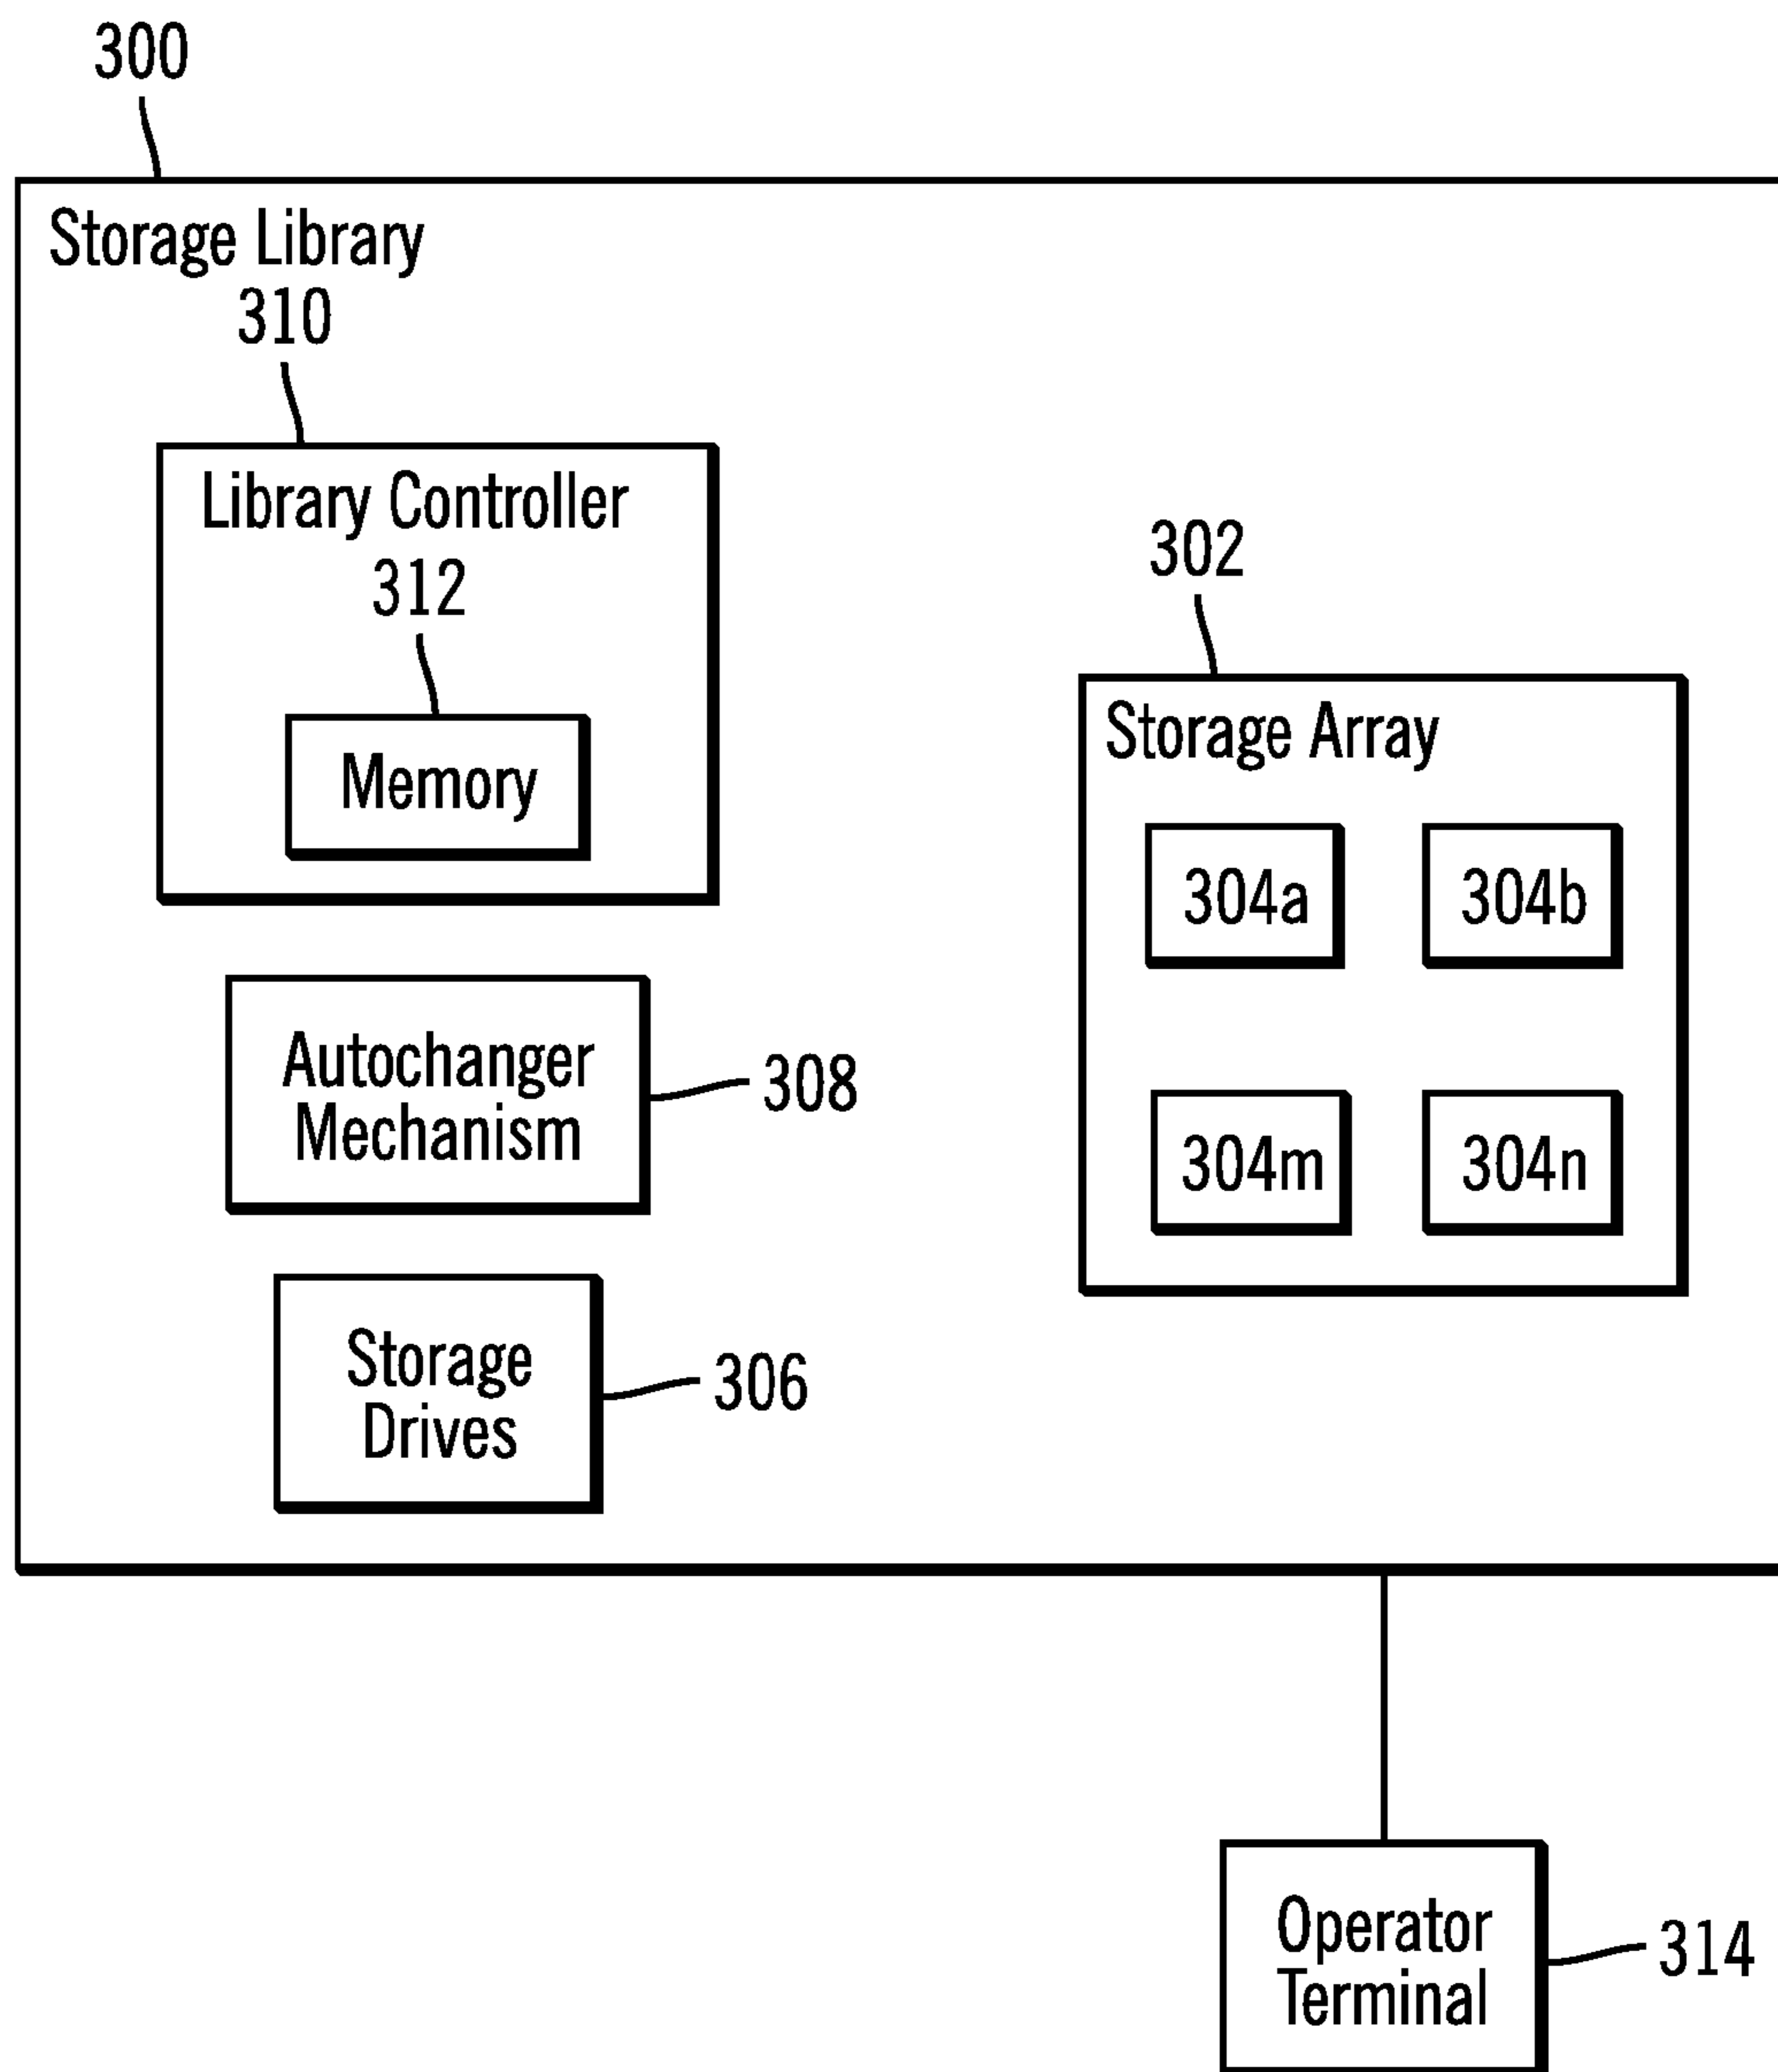 300
Storage Library
310
Library Controller
312
Memory
302
Storage Array
304a
304b
304m
304n
Autochanger
Mechanism
308
Storage
Drives
306
Operator
Terminal
314